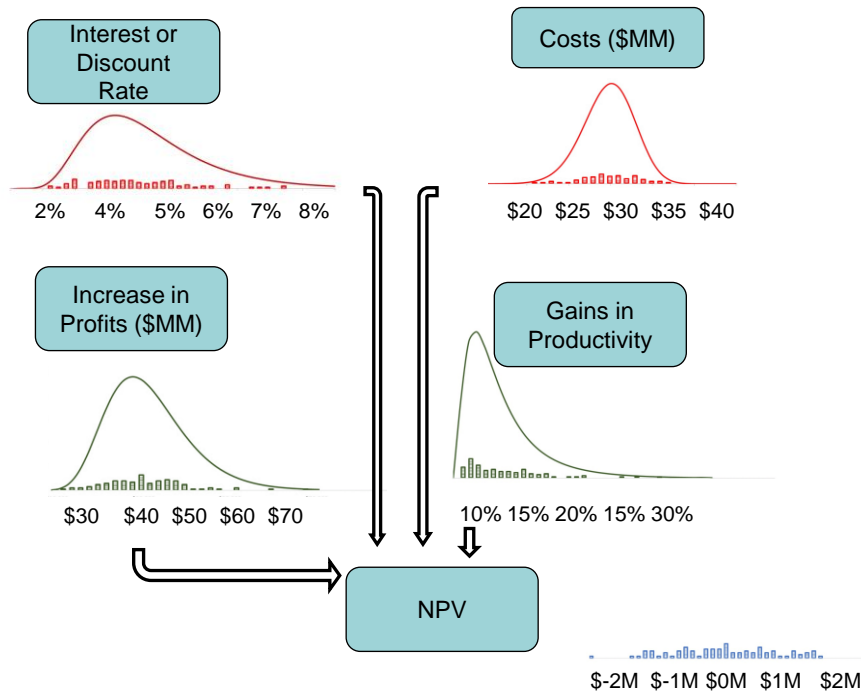 Interest or
Discount
Rate
Costs ($MM)
2% 4% 5% 6% 7% 8%
$20 $25 $30 $35 $40
Increase in
Profits ($MM)
Gains in
Productivity
$30 $40 $50 $60 $70
10% 15% 20% 15% 30%
NPV
$-2M $-1M $0M $1M $2M